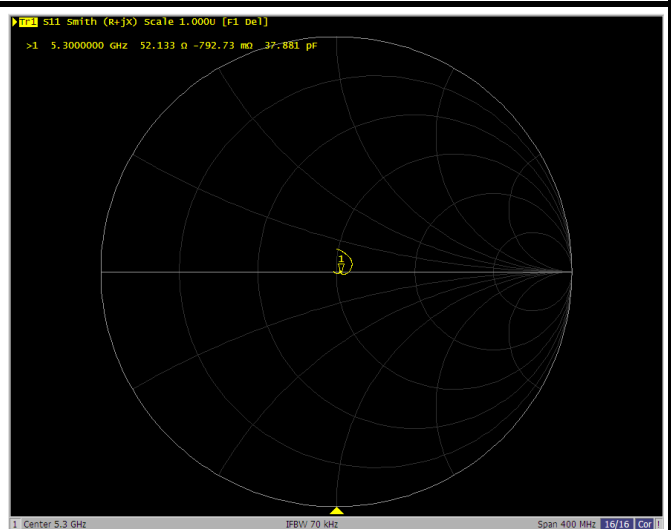 Tr1 S11 Smith (R+jX) Scale 1.000U [F1 Del]
>1 5.3000000 GHz 52.133 Ω -792.73 mΩ 37.881 pF
1
1 Center 5.3 GHz IFBW 70 kHz Span 400 MHz 16/16 Cor !